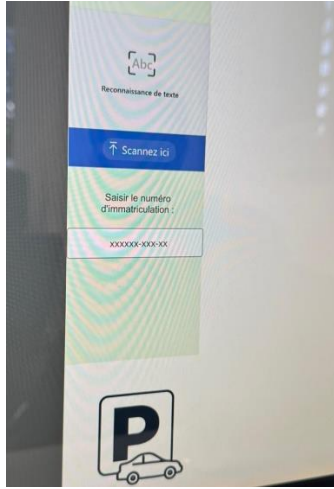 Abc
Reconnaissance de texte
Scannez ici
Saisir le numéro
d'immatriculation :
xxxxxx-xxx-xx
P